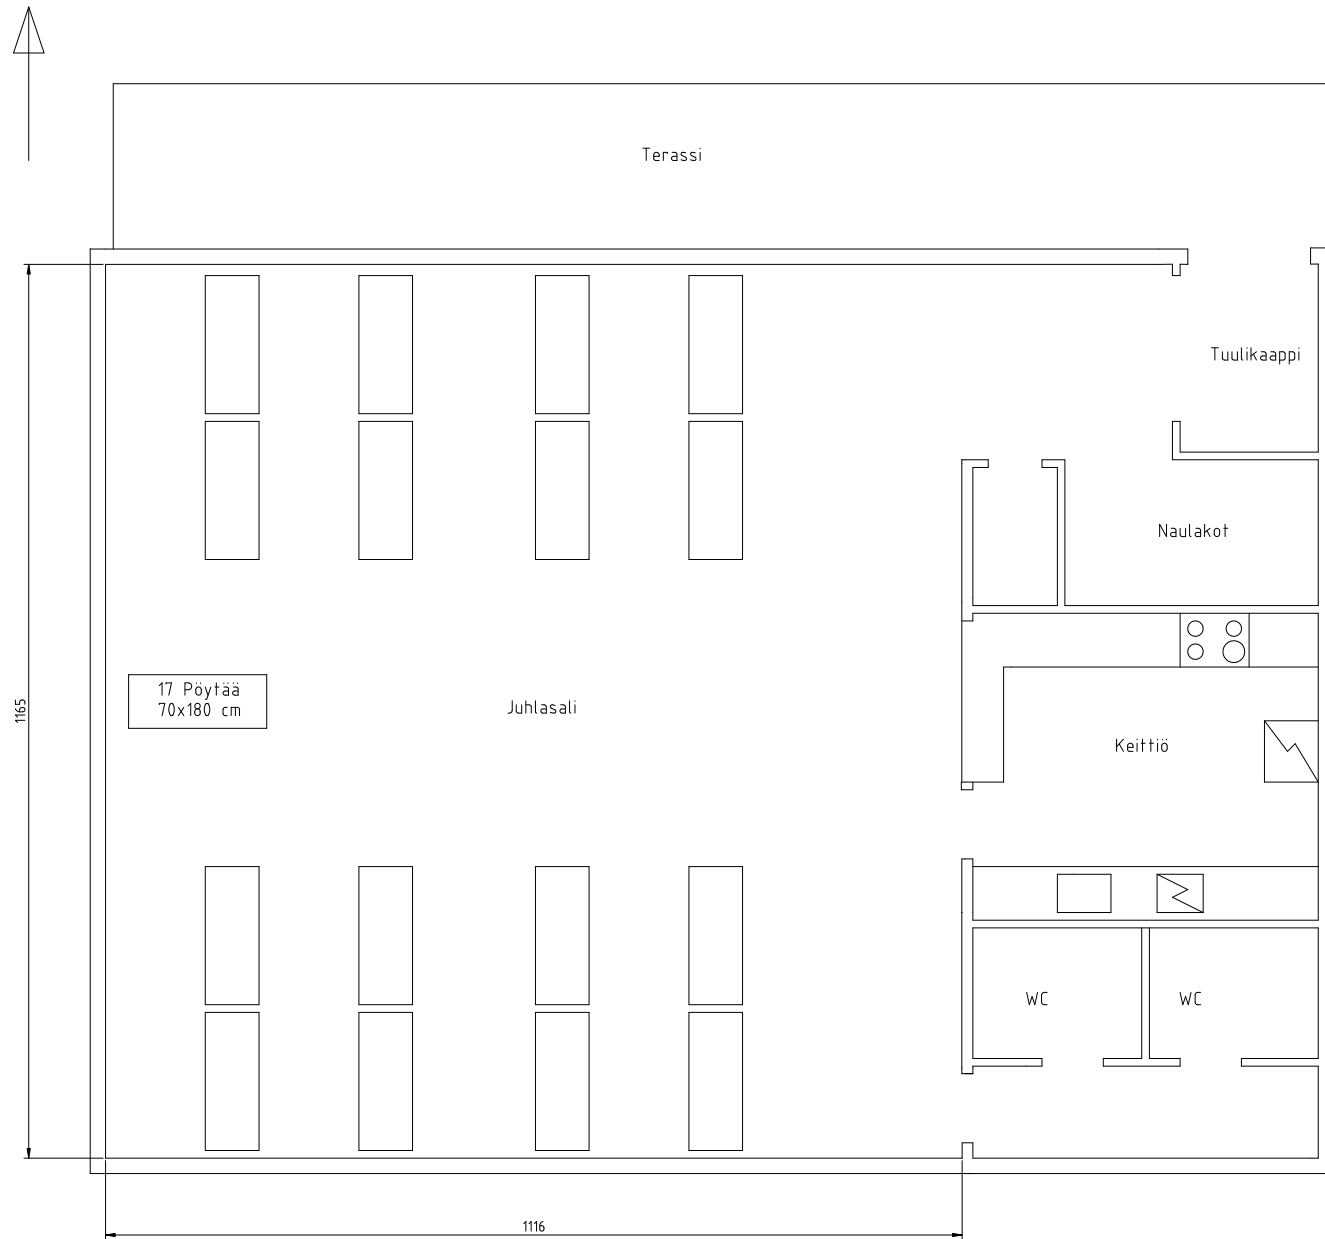 Terassi
Tuulikaappi
Naulakot
17 Pöytää
70x180 cm
Juhlasali
1165
Keittiö
WC
WC
1116